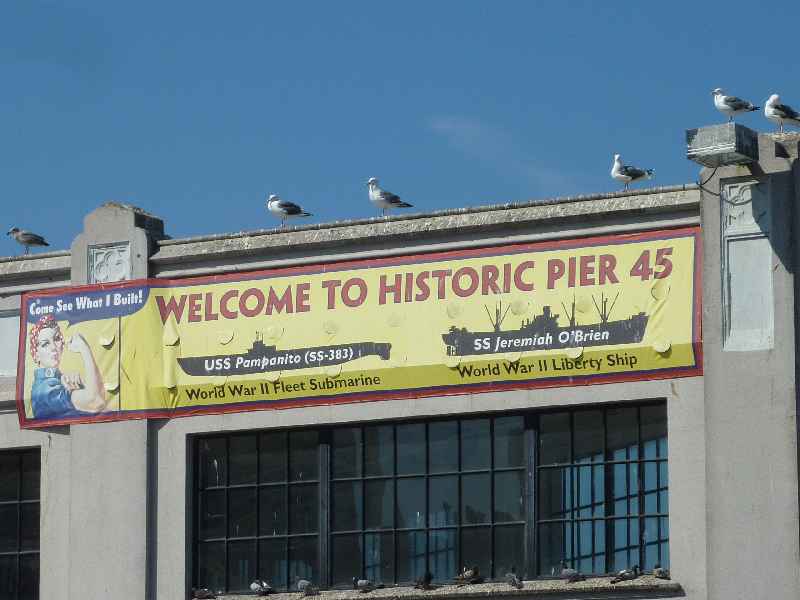 Come See What I Built!
WELCOME TO HISTORIC PIER 45
USS Pampanito (SS-383)
World War II Fleet Submarine
SS Jeremiah O'Brien
World War II Liberty Ship